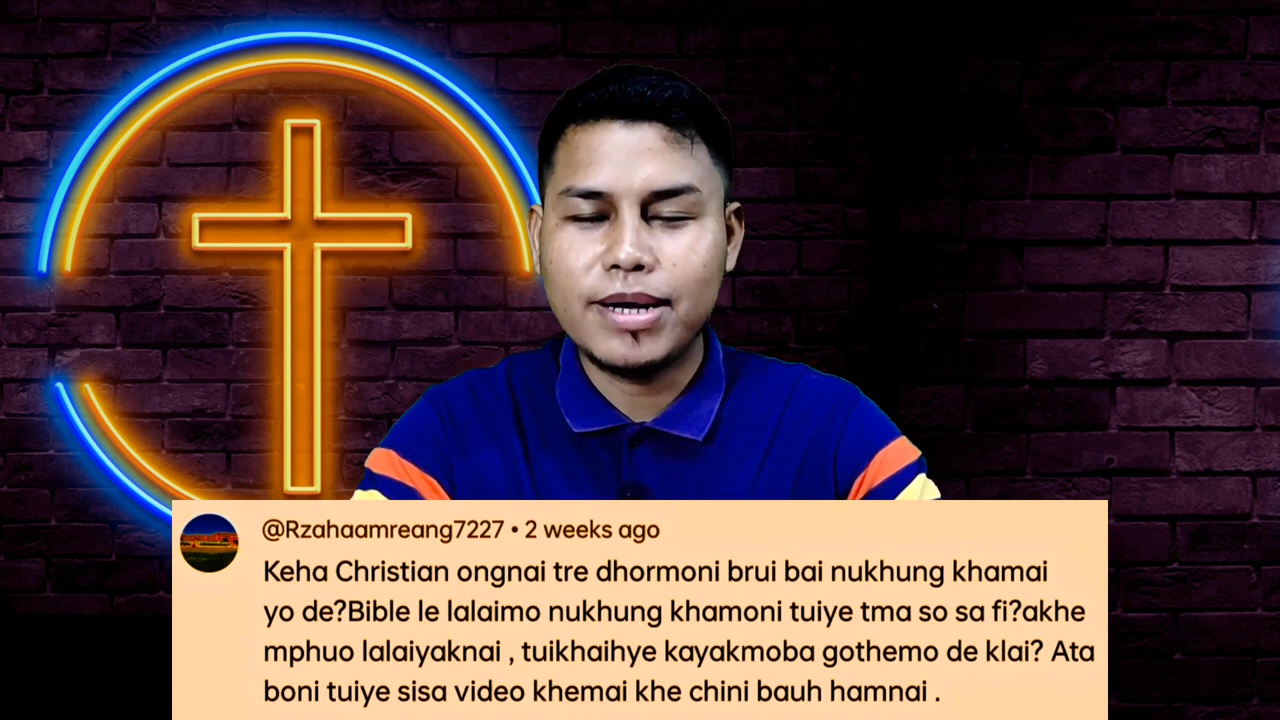 @Rzahaamreang7227 • 2 weeks ago
Keha Christian ongnai tre dhormoni brui bai nukhung khamai
yo de?Bible le lalaimo nukhung khamoni tuiye tma so sa fi?akhe
mphuo lalaiyaknai , tuikhaihye kayakmoba gothemo de klai? Ata
boni tuiye sisa video khemai khe chini bauh hamnai .